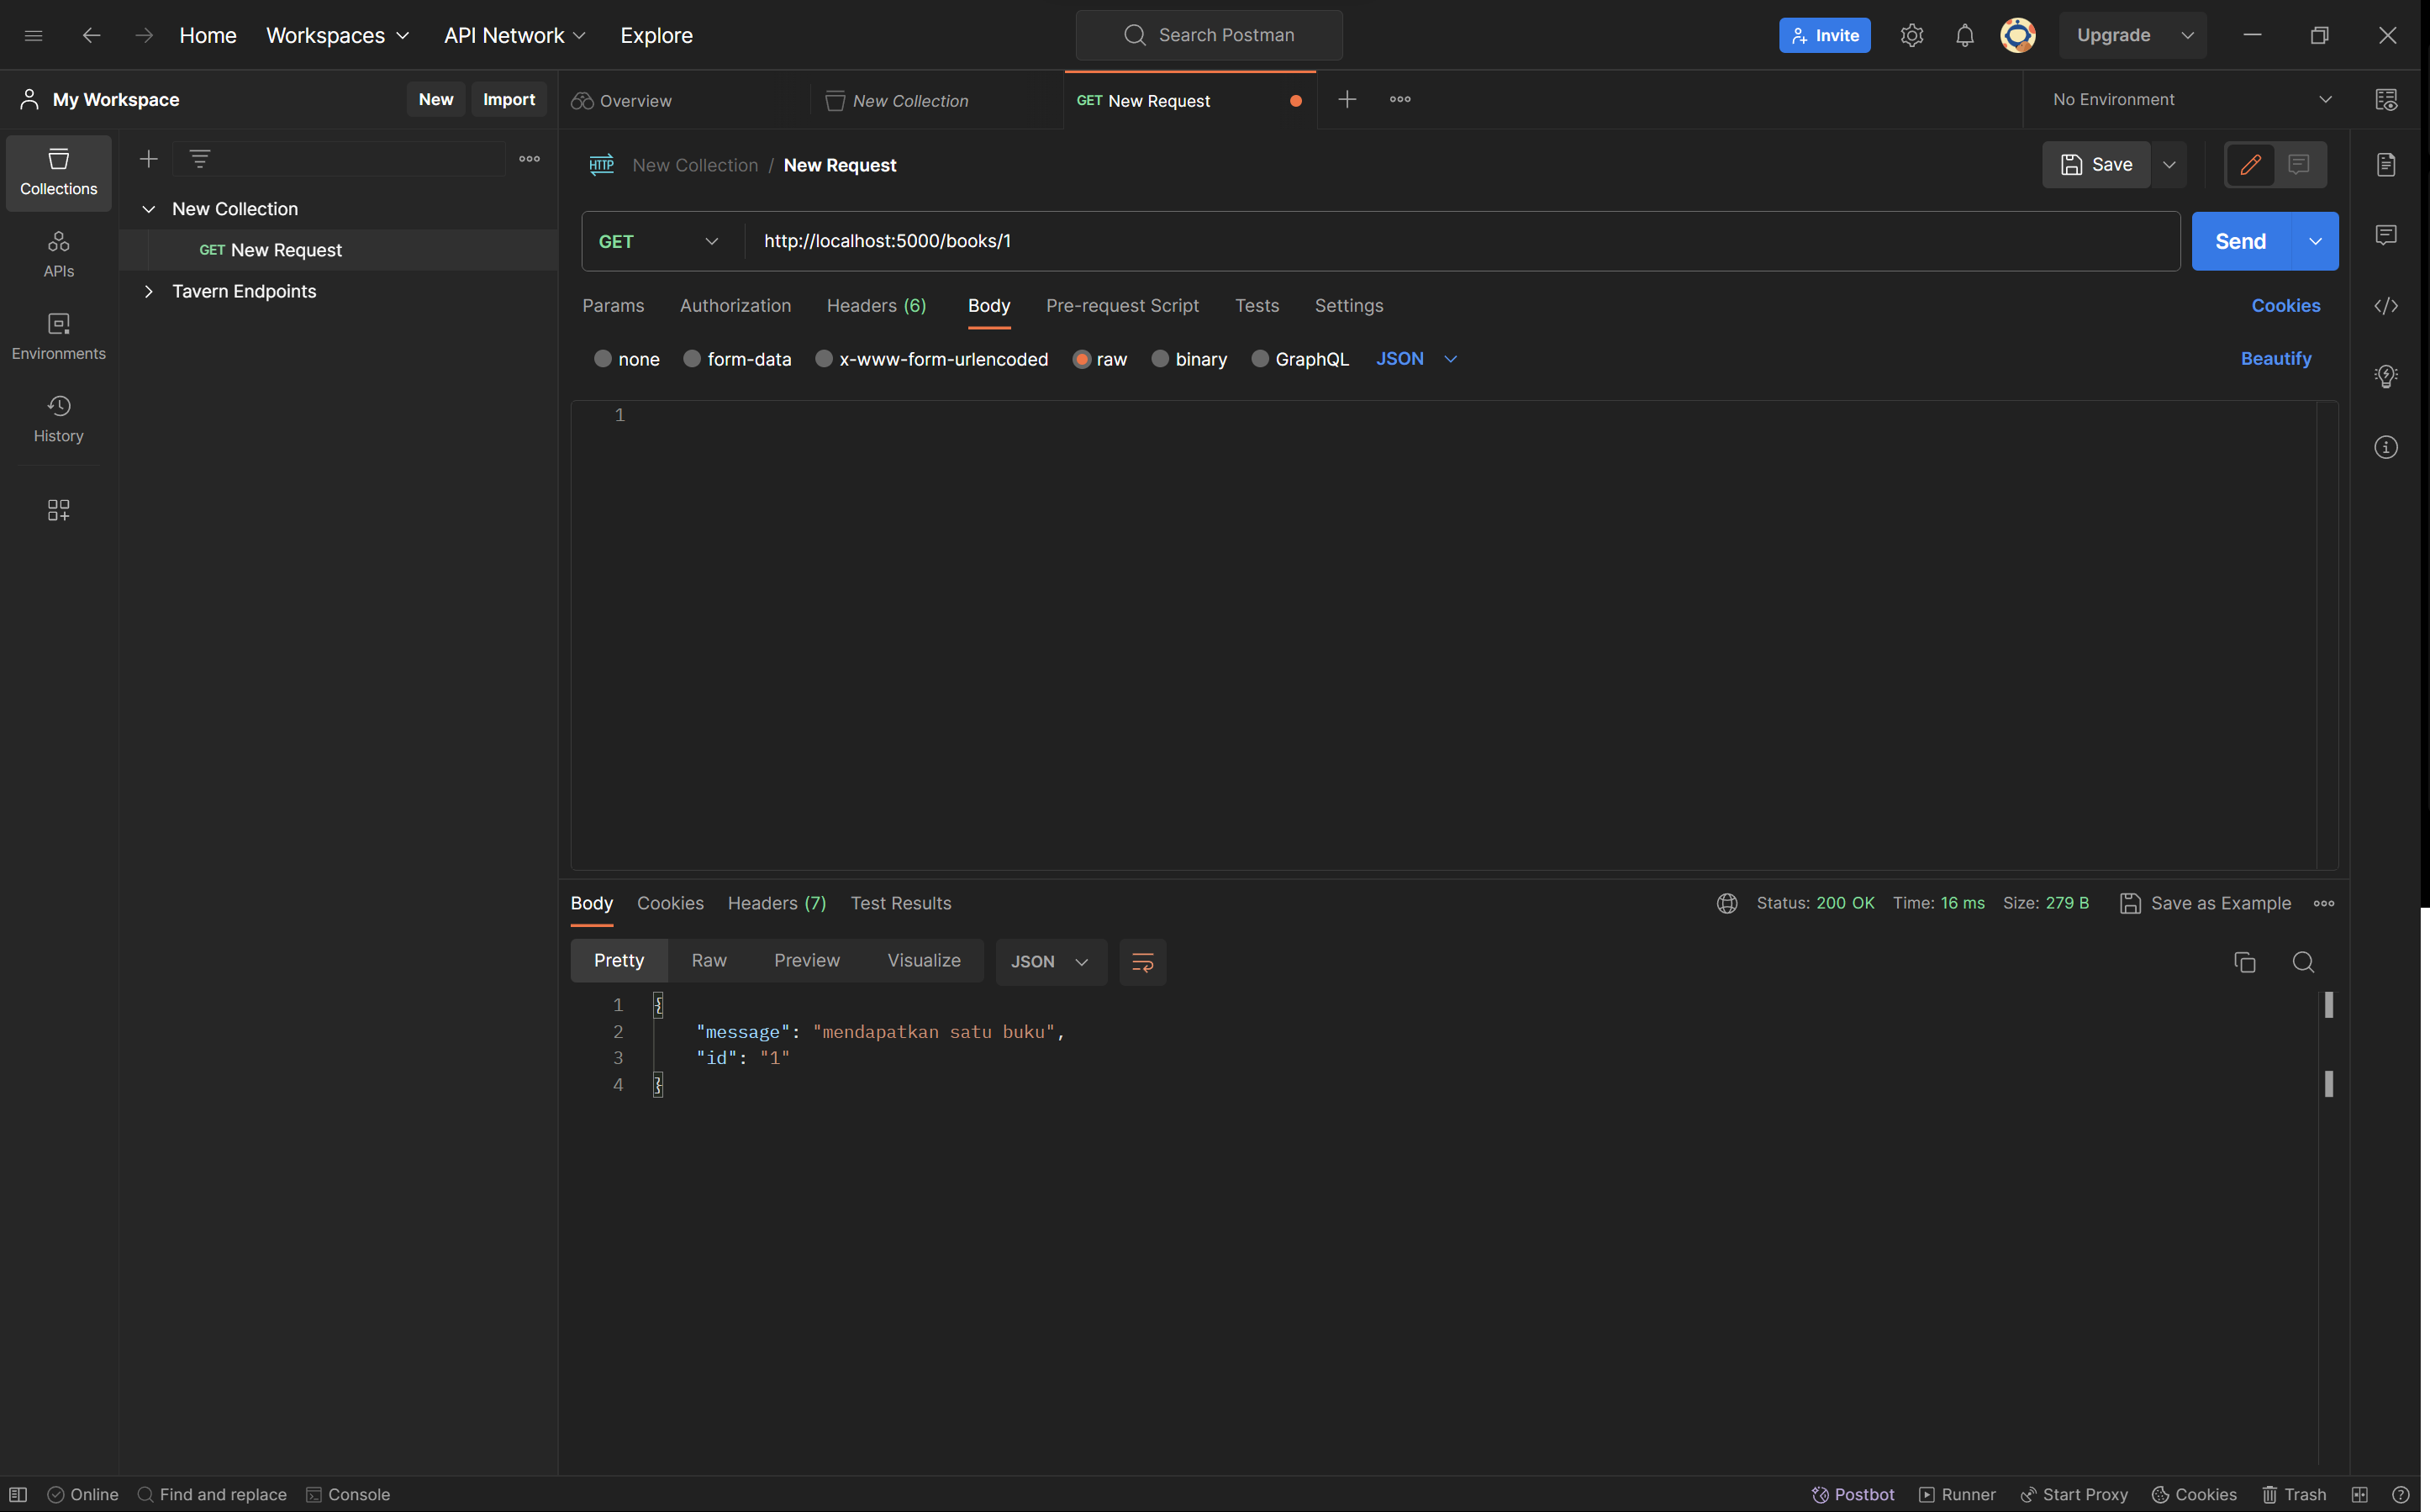 Home Workspaces API Network Explore Search Postman Invite Upgrade
My Workspace New Import Overview New Collection GET New Request No Environment
Collections
APIs
Environments
History
New Collection
GET New Request
Tavern Endpoints
HTTP New Collection / New Request Save
GET http://localhost:5000/books/1 Send
Params Authorization Headers (6) Body Pre-request Script Tests Settings Cookies
none form-data x-www-form-urlencoded raw binary GraphQL JSON Beautify
1
Body Cookies Headers (7) Test Results Status: 200 OK Time: 16 ms Size: 279 B Save as Example
Pretty Raw Preview Visualize JSON
1 {
2 "message": "mendapatkan satu buku",
3 "id": "1"
4 }
Online Find and replace Console Postbot Runner Start Proxy Cookies Trash